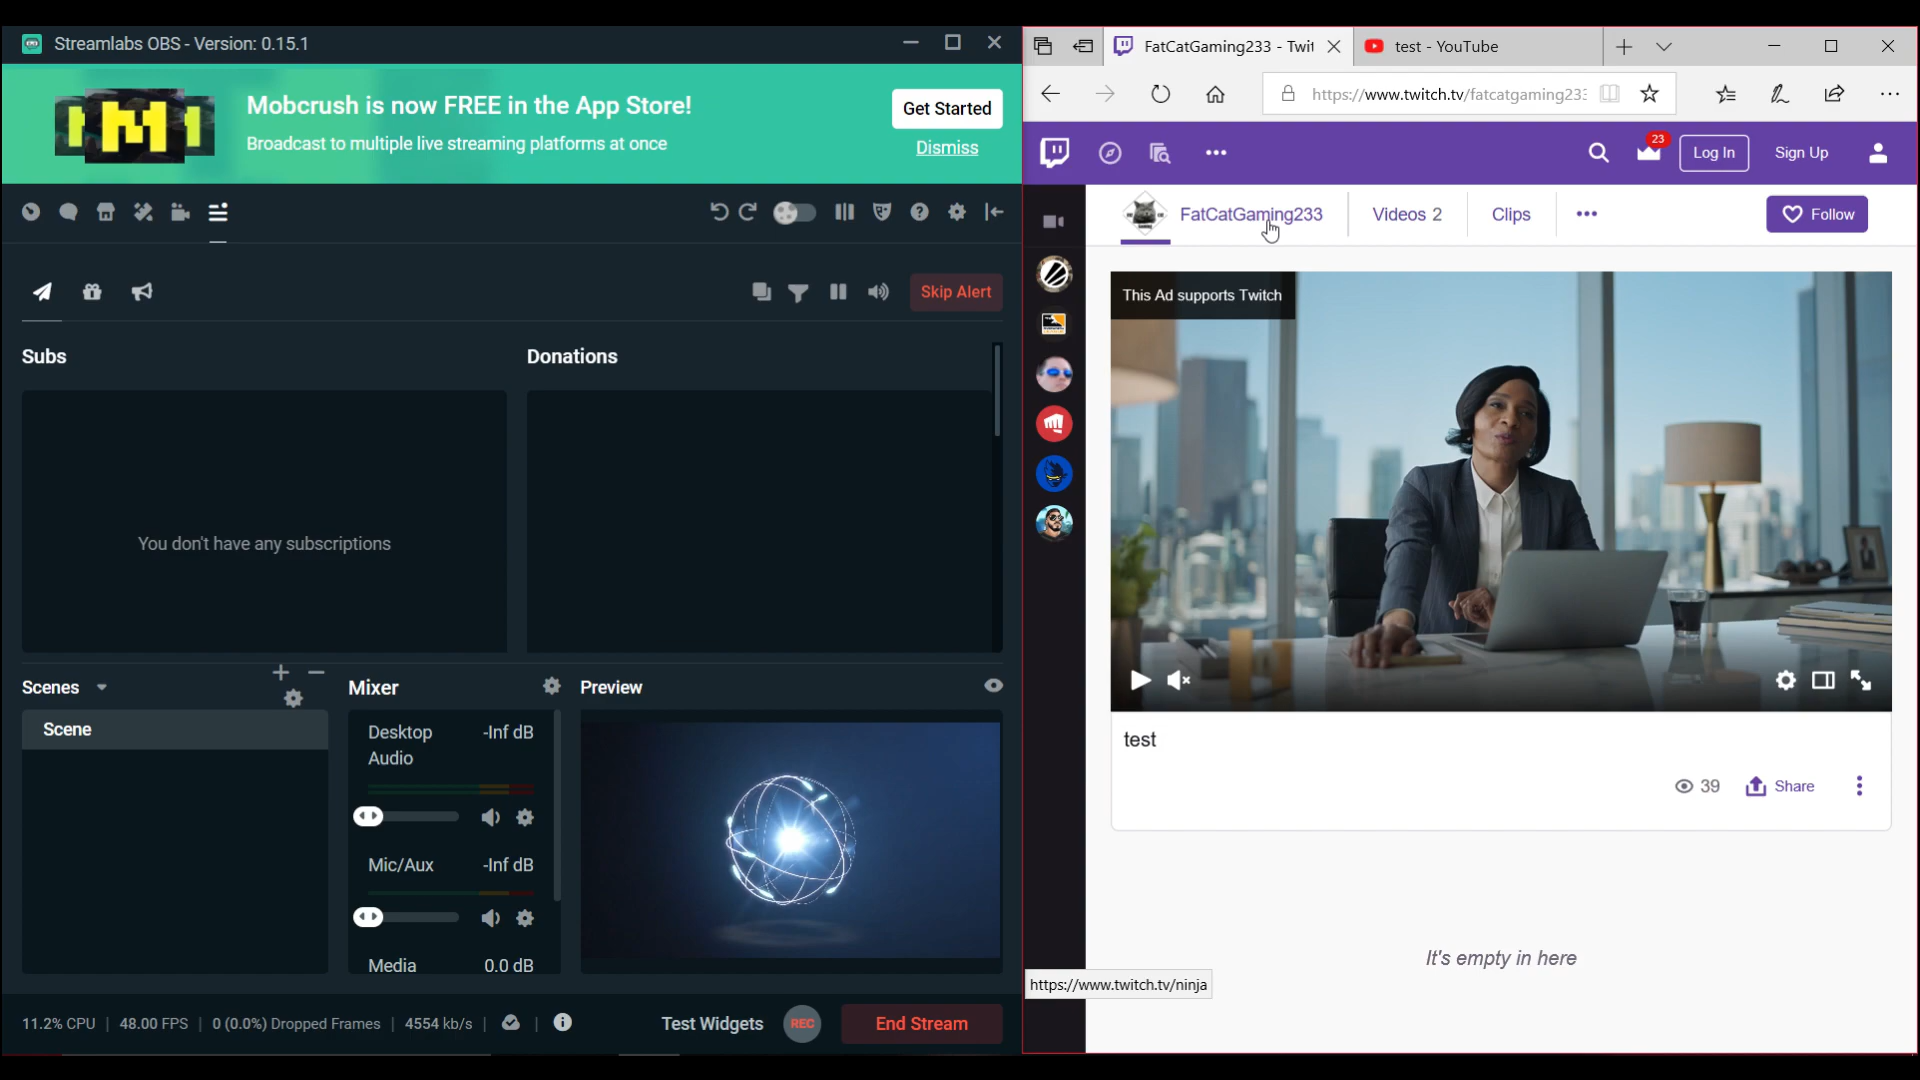 Streamlabs OBS - Version: 0.15.1
Mobcrush is now FREE in the App Store!
Broadcast to multiple live streaming platforms at once
Get Started
Dismiss
Skip Alert
Subs
Donations
You don't have any subscriptions
Scenes
Scene
Mixer
Desktop Audio
-Inf dB
Mic/Aux
-Inf dB
Media
0.0 dB
Preview
11.2% CPU | 48.00 FPS | 0 (0.0%) Dropped Frames | 4554 kb/s
Test Widgets
REC
End Stream
FatCatGaming233 - Twit
test - YouTube
https://www.twitch.tv/fatcatgaming233
23
Log In
Sign Up
FatCatGaming233
Videos 2
Clips
Follow
This Ad supports Twitch
test
39
Share
It's empty in here
https://www.twitch.tv/ninja